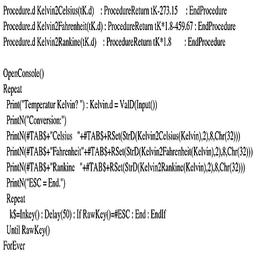 Procedure.d Kelvin2Celsius(tK.d) : ProcedureReturn tK-273.15 : EndProcedure
Procedure.d Kelvin2Fahrenheit(tK.d) : ProcedureReturn tK*1.8-459.67 : EndProcedure
Procedure.d Kelvin2Rankine(tK.d) : ProcedureReturn tK*1.8 : EndProcedure
OpenConsole()
Repeat
Print("Temperatur Kelvin? ") : Kelvin.d = ValD(Input())
PrintN("Conversion:")
PrintN(#TAB$+"Celsius "+#TAB$+RSet(StrD(Kelvin2Celsius(Kelvin),2),8,Chr(32)))
PrintN(#TAB$+"Fahrenheit"+#TAB$+RSet(StrD(Kelvin2Fahrenheit(Kelvin),2),8,Chr(32)))
PrintN(#TAB$+"Rankine "+#TAB$+RSet(StrD(Kelvin2Rankine(Kelvin),2),8,Chr(32)))
PrintN("ESC = End.")
Repeat
k$=Inkey() : Delay(50) : If RawKey()=#ESC : End : EndIf
Until RawKey()
ForEver